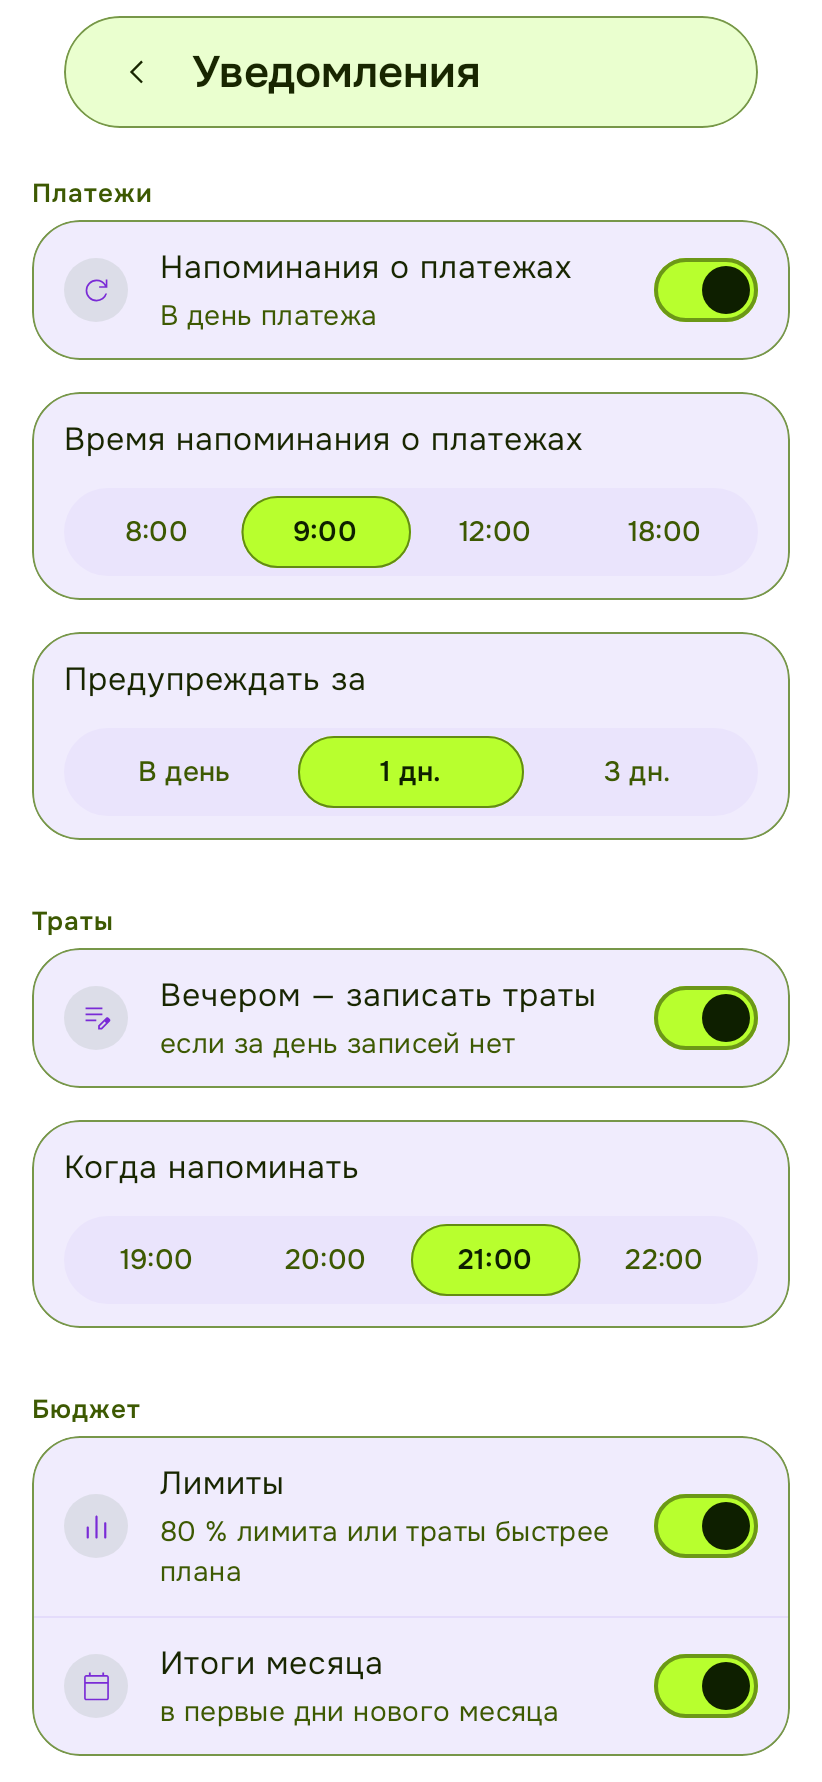 Уведомления
Платежи
Напоминания о платежах
В день платежа
Время напоминания о платежах
8:00 9:00 12:00 18:00
Предупреждать за
В день 1 дн. 3 дн.
Траты
Вечером — записать траты
если за день записей нет
Когда напоминать
19:00 20:00 21:00 22:00
Бюджет
Лимиты
80 % лимита или траты быстрее
плана
Итоги месяца
в первые дни нового месяца